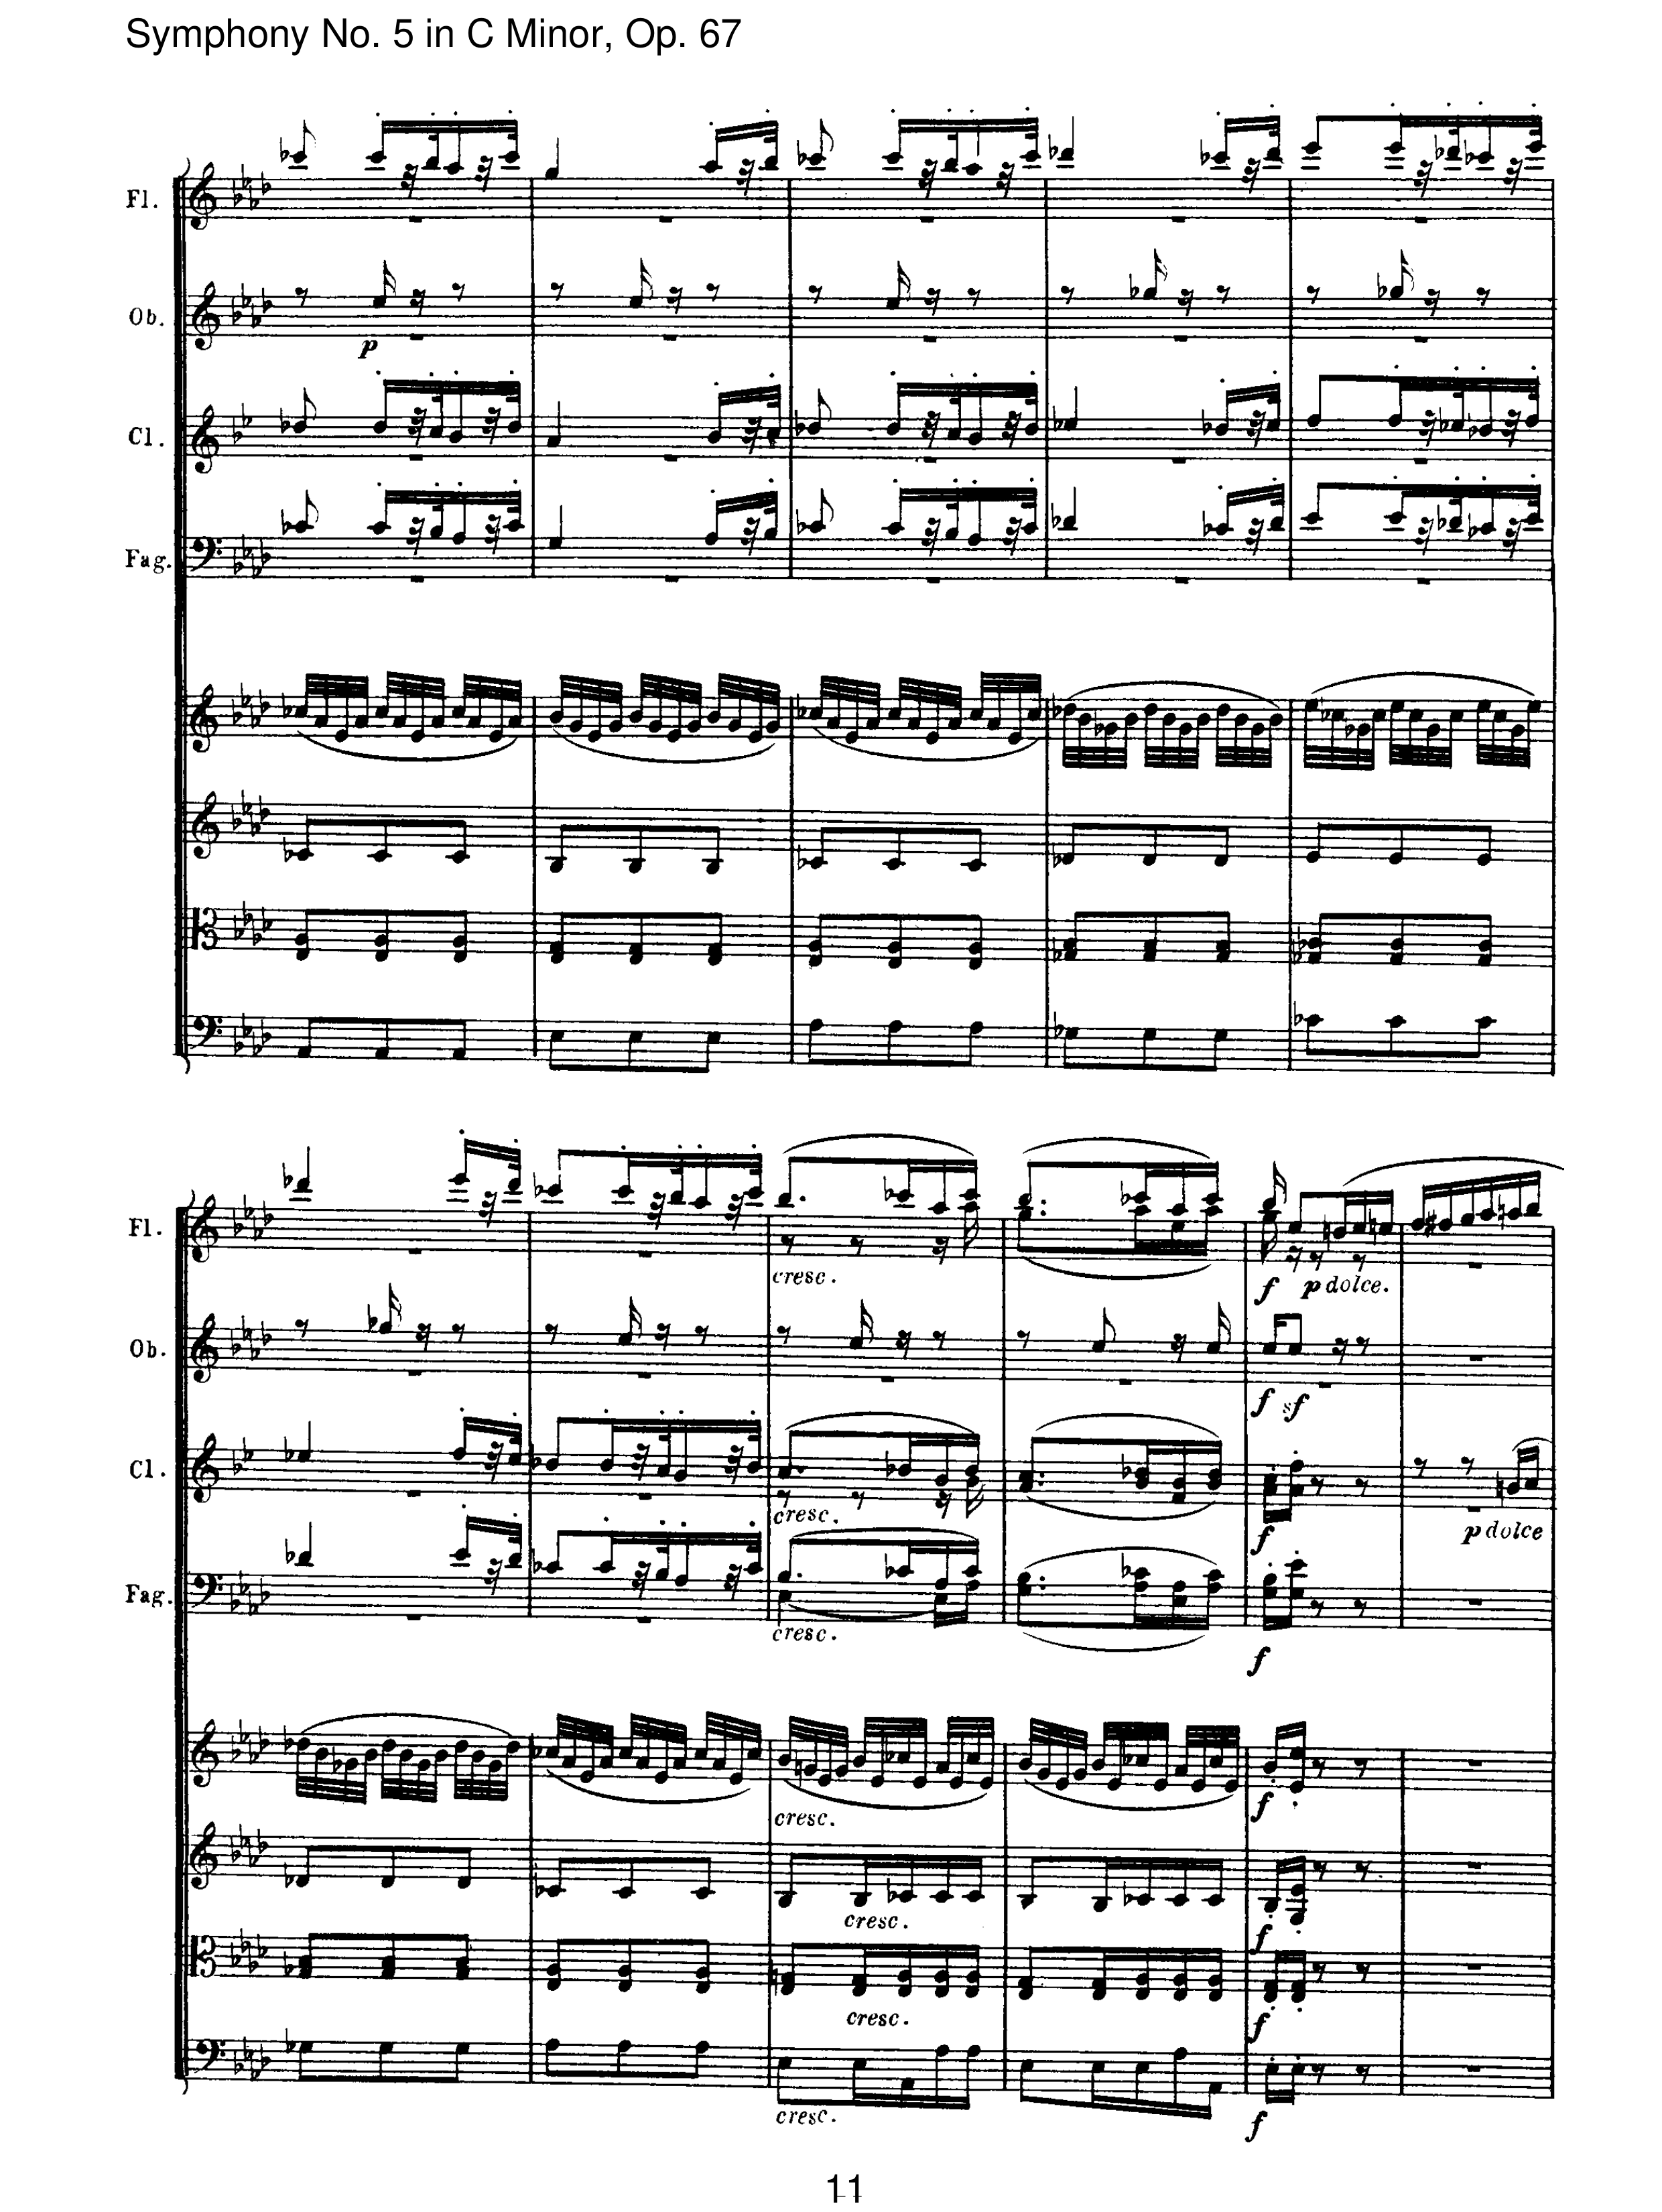 Symphony No. 5 in C Minor, Op. 67
Fl.
Ob.
p
Cl.
Fag.
Fl.
cresc.
f p dolce.
Ob.
f sf
Cl.
cresc.
f
p dolce
Fag.
cresc.
f
cresc.
f
cresc.
f
cresc.
f
cresc.
f
11